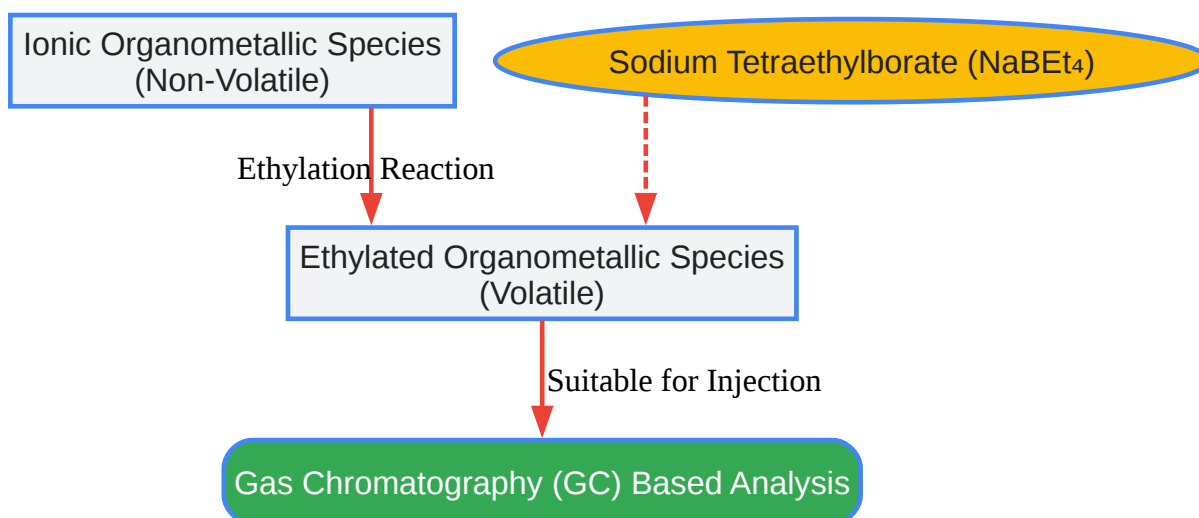 Ionic Organometallic Species
(Non-Volatile)
Sodium Tetraethylborate (NaBEt₄)
Ethylation Reaction
Ethylated Organometallic Species
(Volatile)
Suitable for Injection
Gas Chromatography (GC) Based Analysis